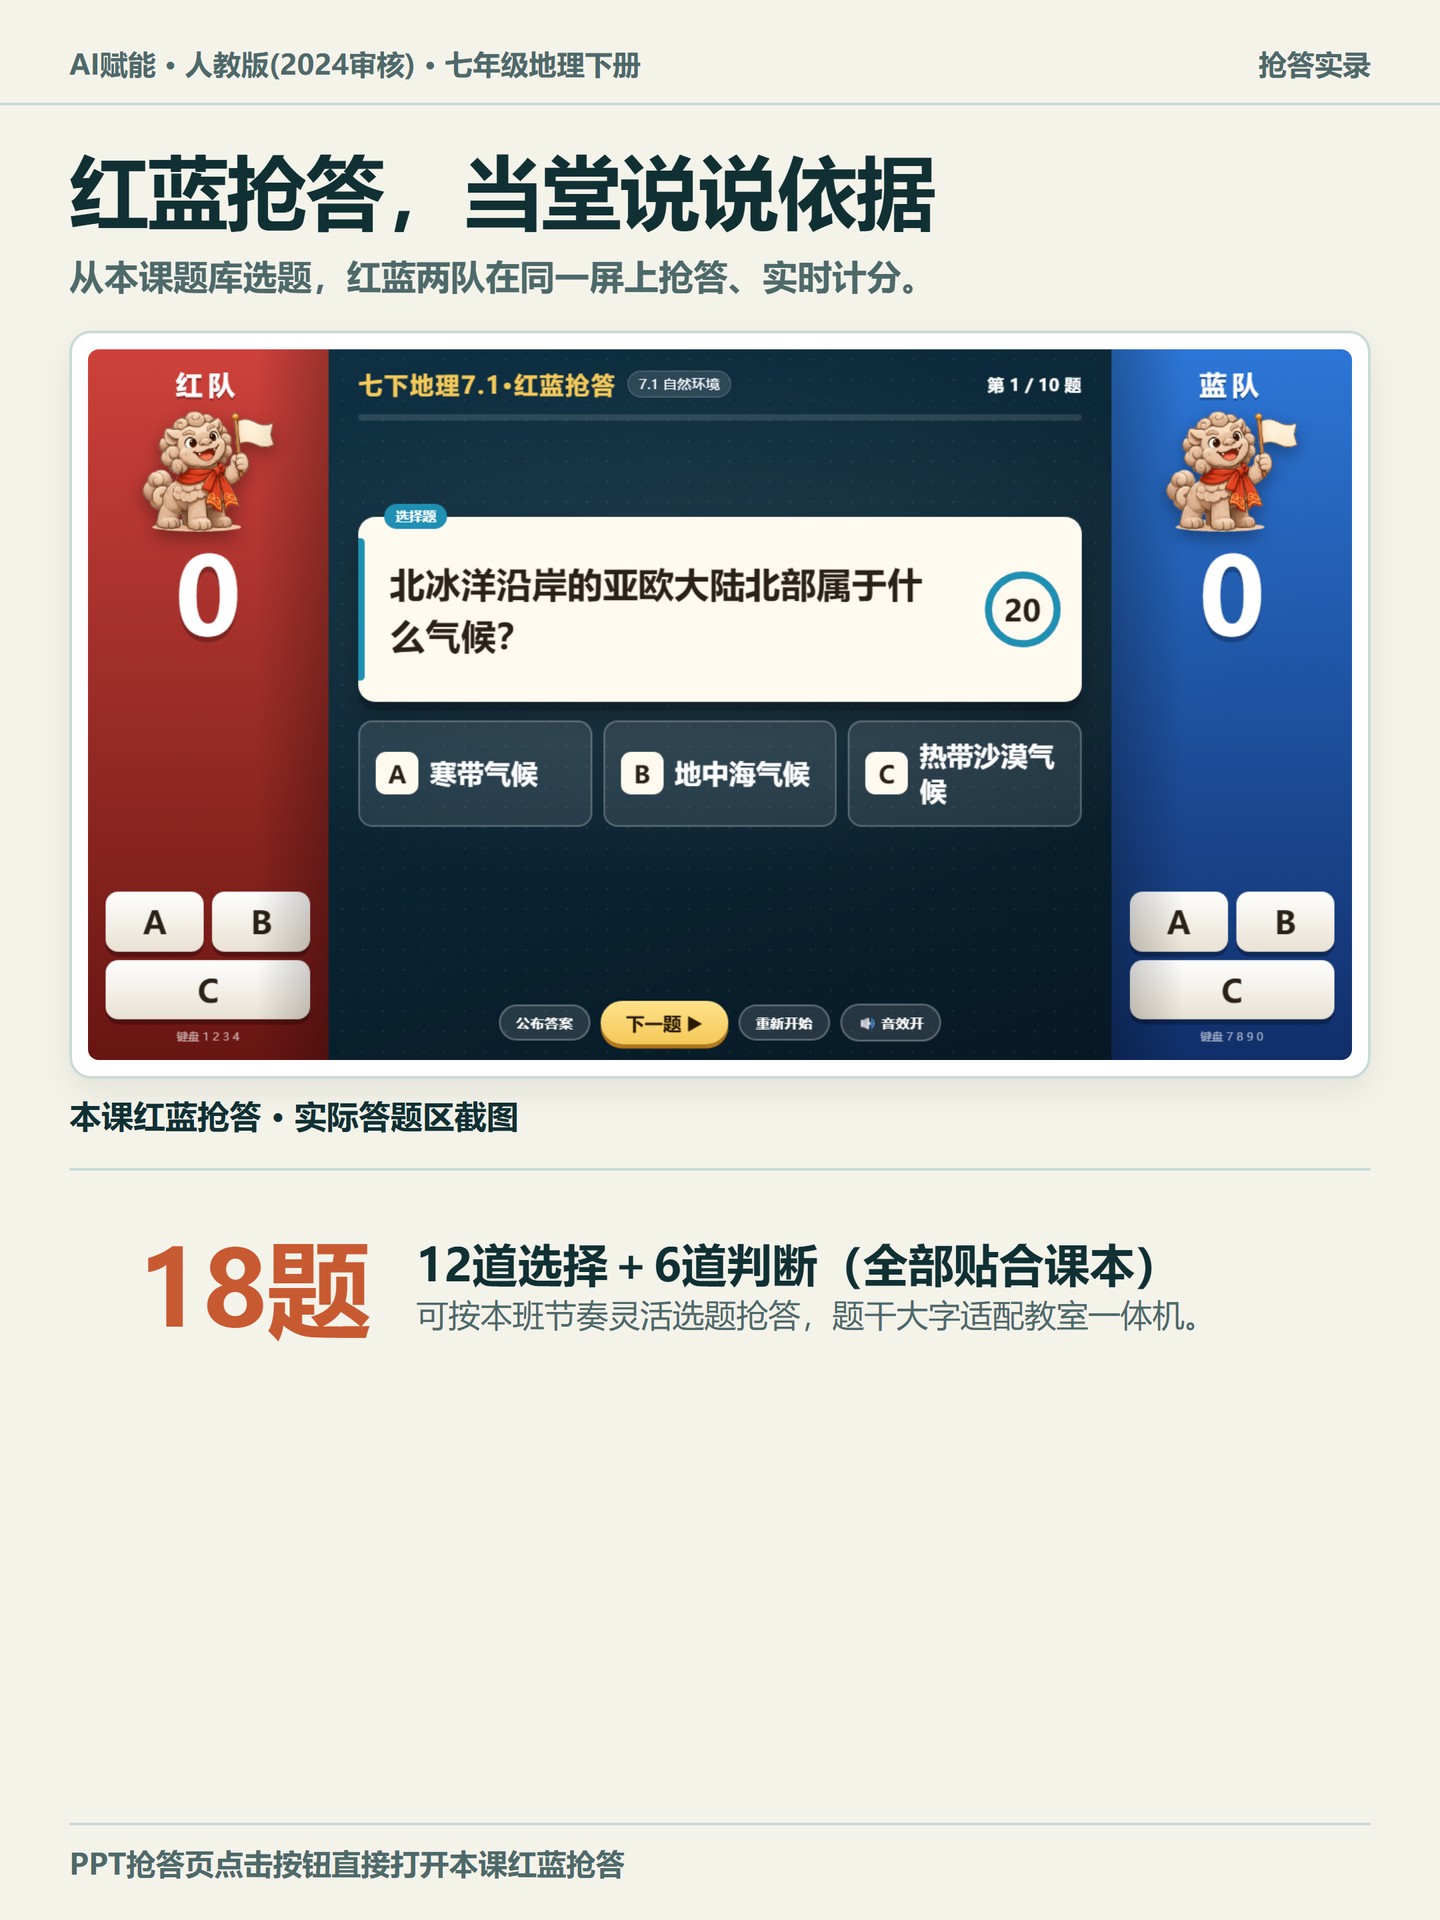 AI赋能 • 人教版(2024审核) • 七年级地理下册
抢答实录
红蓝抢答，当堂说说依据
从本课题库选题，红蓝两队在同一屏上抢答、实时计分。
红队
0
A
B
C
键盘 1 2 3 4
七下地理7.1·红蓝抢答
7.1 自然环境
第 1 / 10 题
选择题
北冰洋沿岸的亚欧大陆北部属于什
么气候？
20
A 寒带气候
B 地中海气候
C 热带沙漠气
候
公布答案
下一题 ▶
重新开始
🔊 音效开
蓝队
0
A
B
C
键盘 7 8 9 0
本课红蓝抢答 • 实际答题区截图
18题
12道选择 + 6道判断（全部贴合课本）
可按本班节奏灵活选题抢答，题干大字适配教室一体机。
PPT抢答页点击按钮直接打开本课红蓝抢答